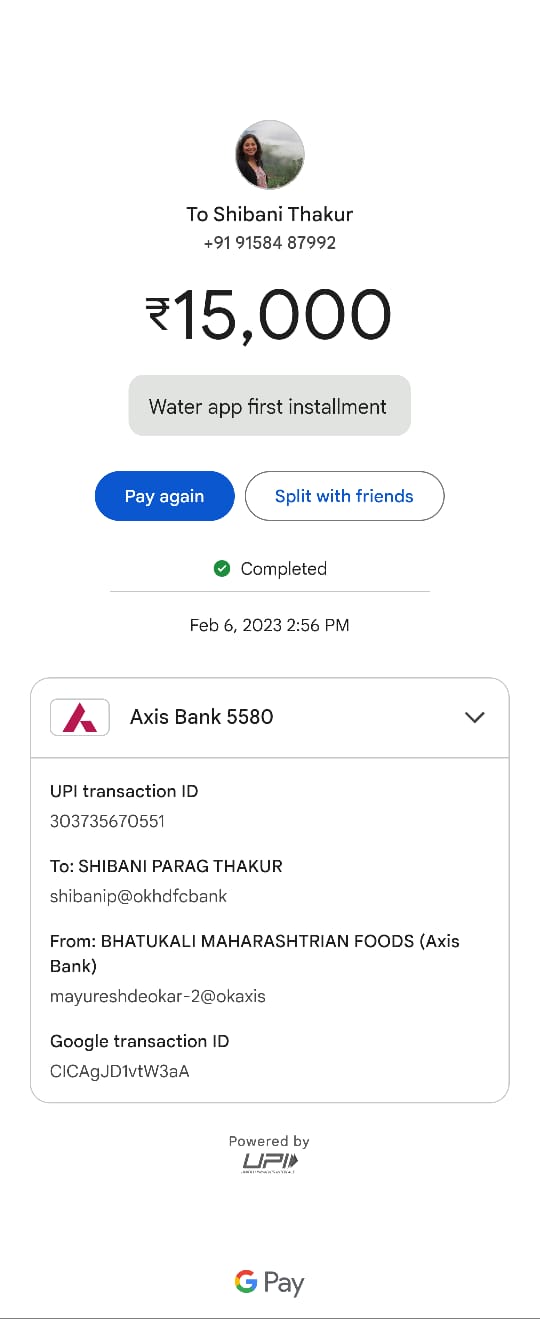 To Shibani Thakur
+91 91584 87992
₹15,000
Water app first installment
Pay again
Split with friends
Completed
Feb 6, 2023 2:56 PM
Axis Bank 5580
UPI transaction ID
303735670551
To: SHIBANI PARAG THAKUR
shibanip@okhdfcbank
From: BHATUKALI MAHARASHTRIAN FOODS (Axis
Bank)
mayureshdeokar-2@okaxis
Google transaction ID
CICAgJD1vtW3aA
Powered by
UPI
G Pay